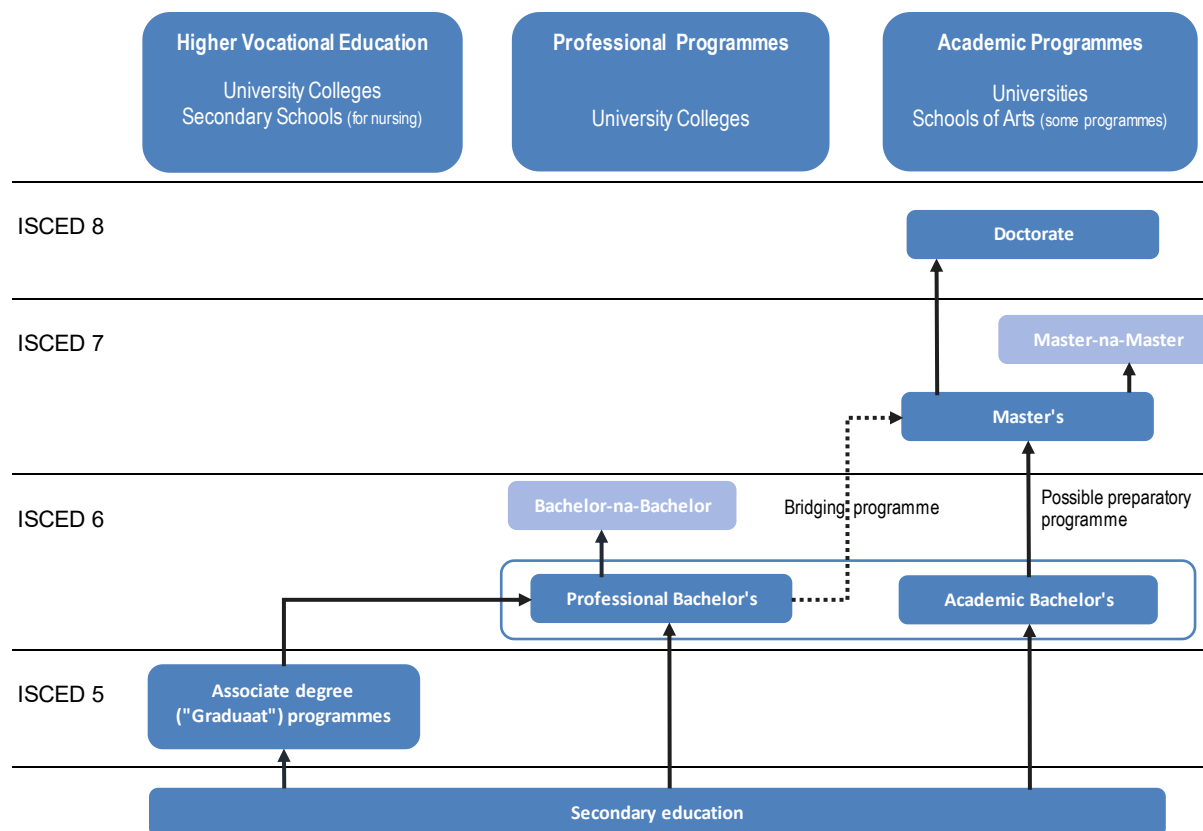 Higher Vocational Education
University Colleges
Secondary Schools (for nursing)
Professional Programmes
University Colleges
Academic Programmes
Universities
Schools of Arts (some programmes)
ISCED 8
Doctorate
ISCED 7
Master-na-Master
Master's
ISCED 6
Bachelor-na-Bachelor
Bridging programme
Possible preparatory
programme
Professional Bachelor's
Academic Bachelor's
ISCED 5
Associate degree
("Graduaat") programmes
Secondary education